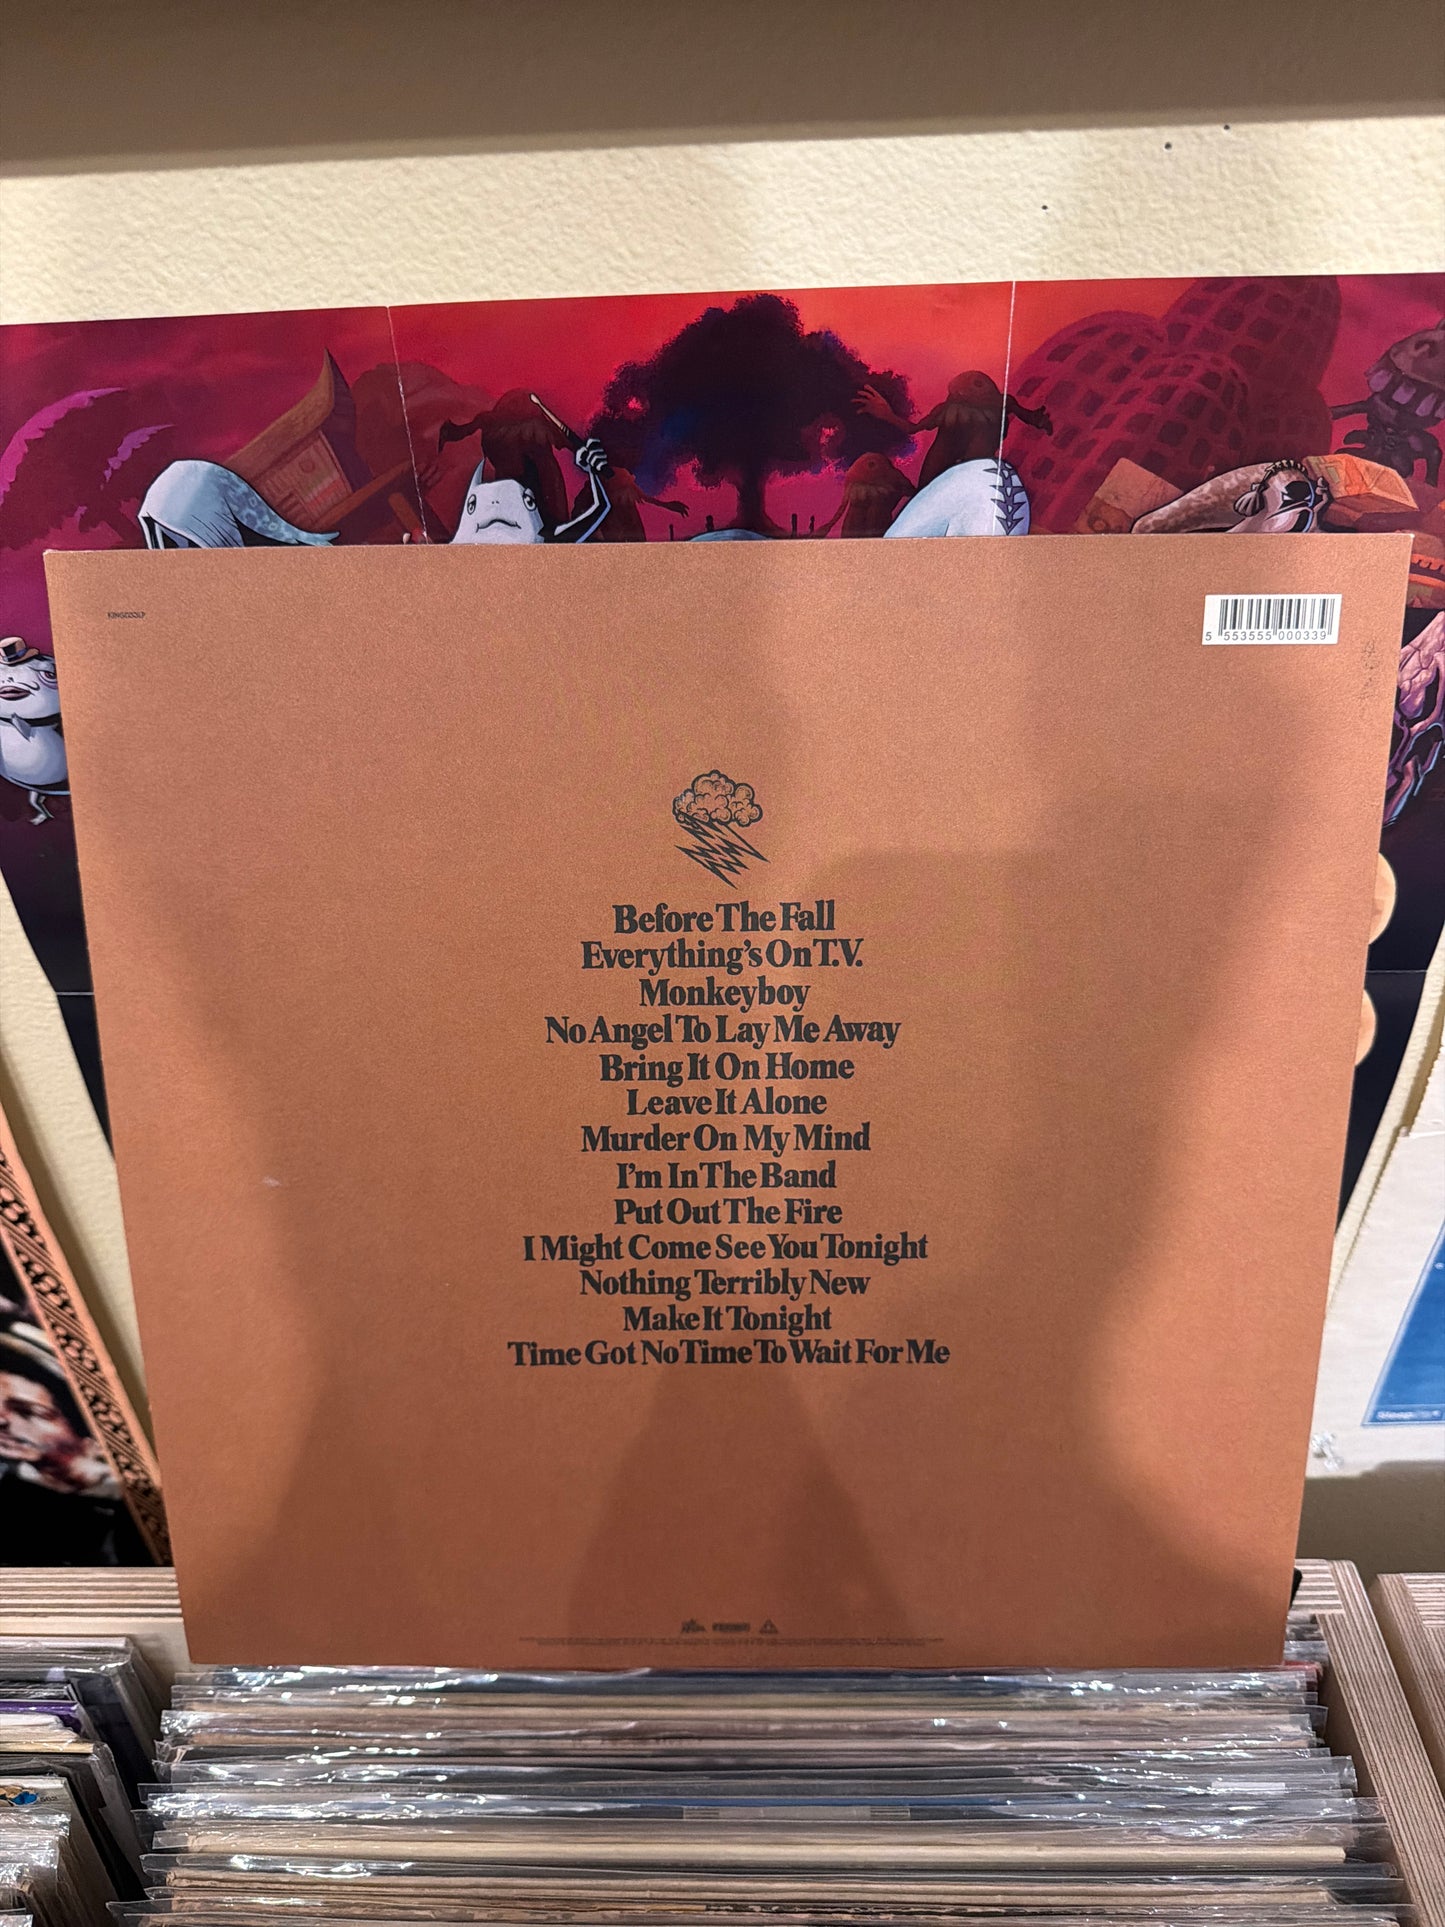 KING033LP
5 553555 000339
Before The Fall
Everything's On T.V.
Monkeyboy
No Angel To Lay Me Away
Bring It On Home
Leave It Alone
Murder On My Mind
I'm In The Band
Put Out The Fire
I Might Come See You Tonight
Nothing Terribly New
Make It Tonight
Time Got No Time To Wait For Me